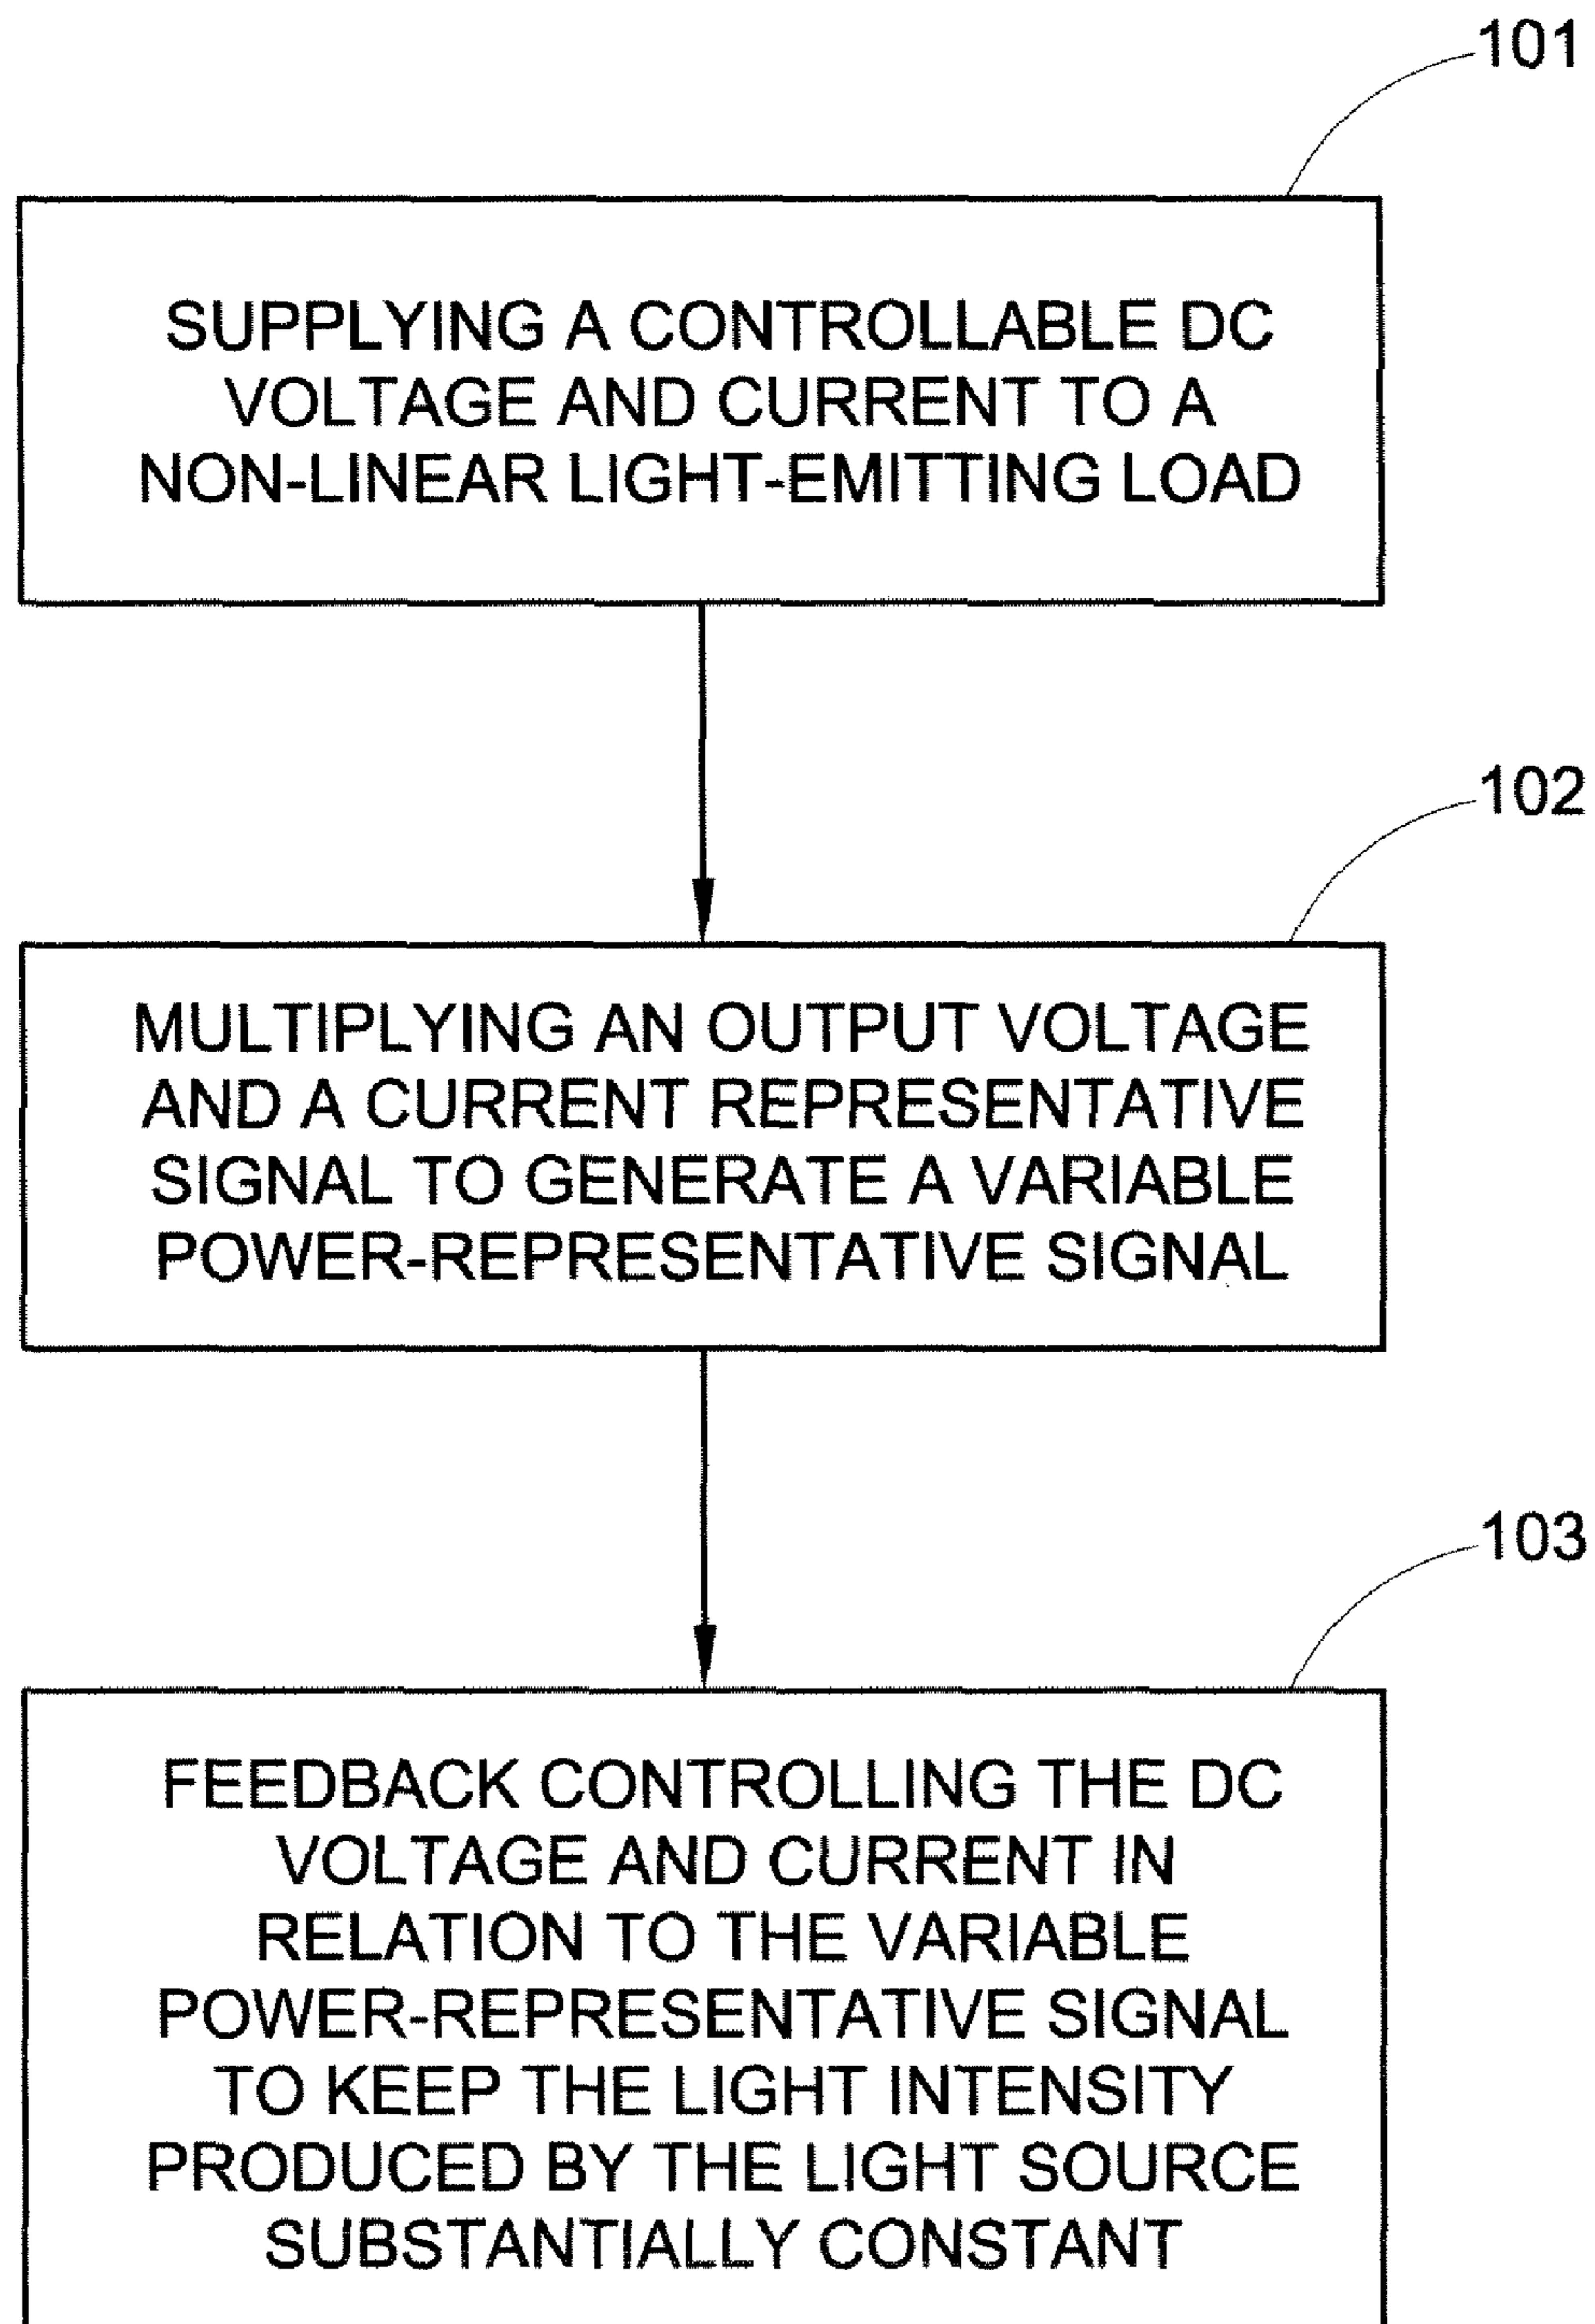 101
SUPPLYING A CONTROLLABLE DC
VOLTAGE AND CURRENT TO A
NON-LINEAR LIGHT-EMITTING LOAD
102
MULTIPLYING AN OUTPUT VOLTAGE
AND A CURRENT REPRESENTATIVE
SIGNAL TO GENERATE A VARIABLE
POWER-REPRESENTATIVE SIGNAL
103
FEEDBACK CONTROLLING THE DC
VOLTAGE AND CURRENT IN
RELATION TO THE VARIABLE
POWER-REPRESENTATIVE SIGNAL
TO KEEP THE LIGHT INTENSITY
PRODUCED BY THE LIGHT SOURCE
SUBSTANTIALLY CONSTANT